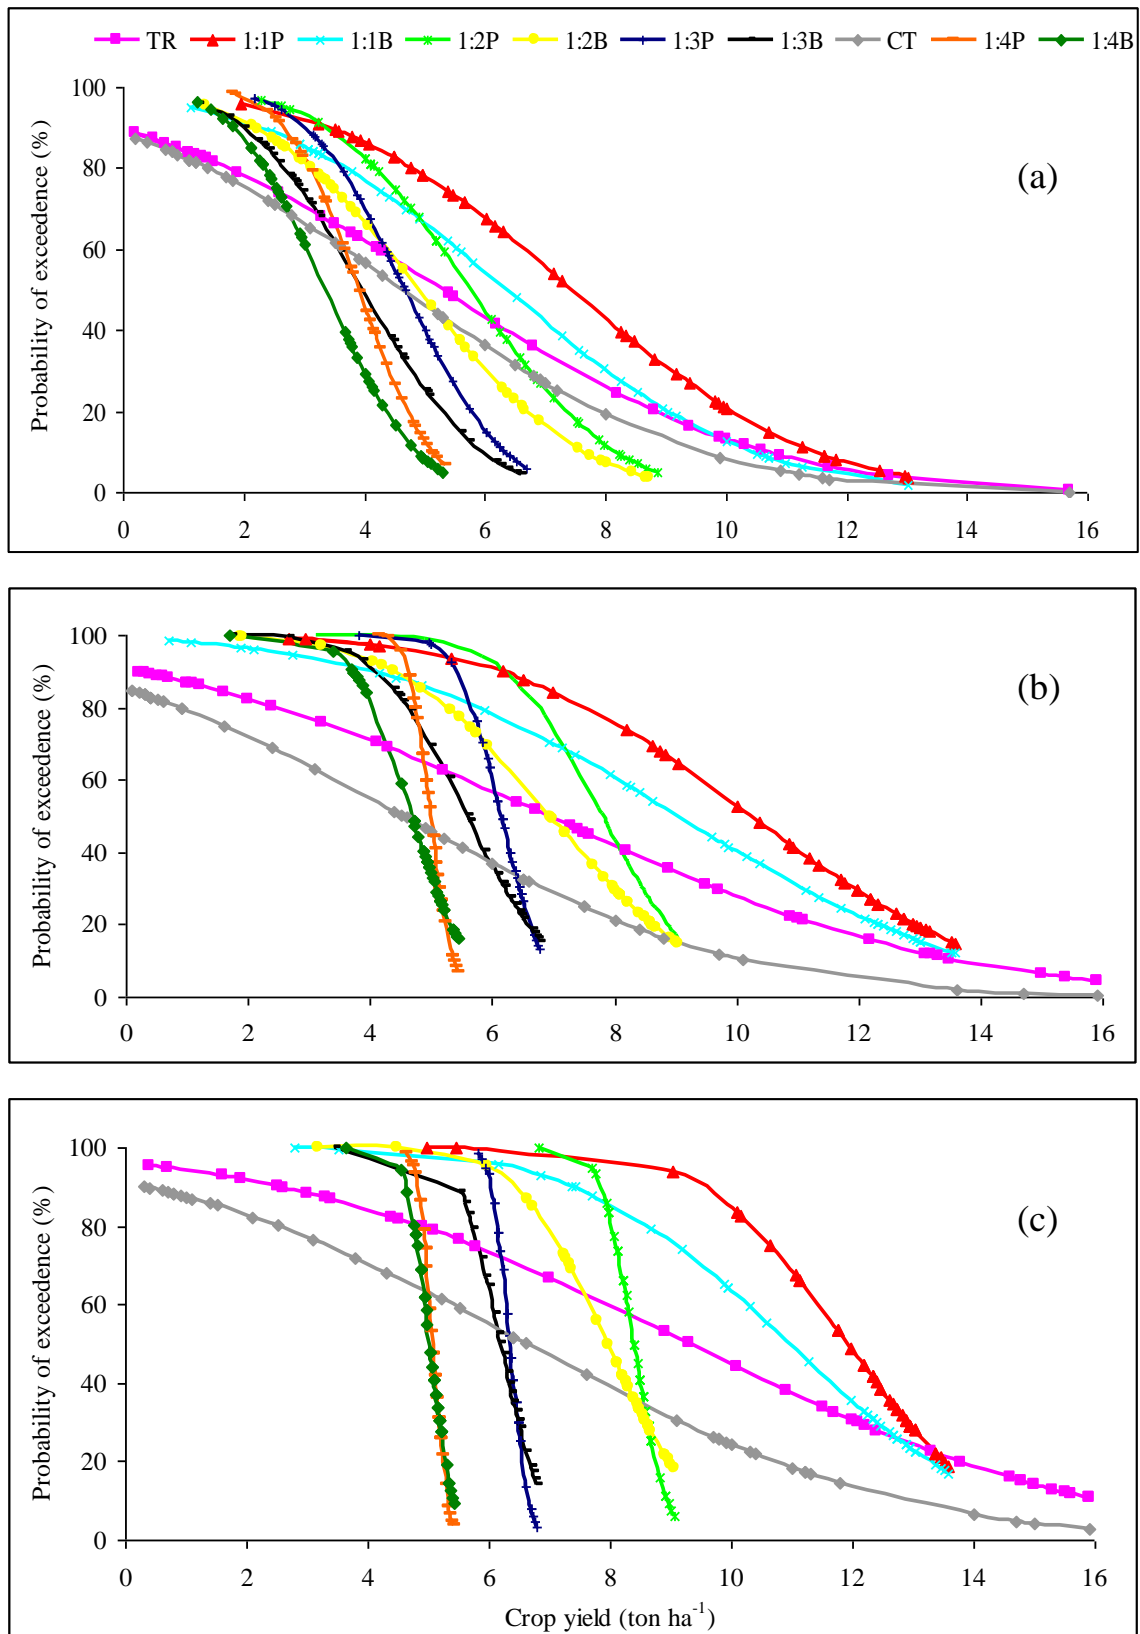 TR 1:1P 1:1B 1:2P 1:2B 1:3P 1:3B CT 1:4P 1:4B
Probability of exceedence (%)
100
80
60
40
20
0
(a)
0 2 4 6 8 10 12 14 16
Probability of exceedence (%)
100
80
60
40
20
0
(b)
0 2 4 6 8 10 12 14 16
Probability of exceedence (%)
100
80
60
40
20
0
(c)
0 2 4 6 8 10 12 14 16
Crop yield (ton ha⁻¹)